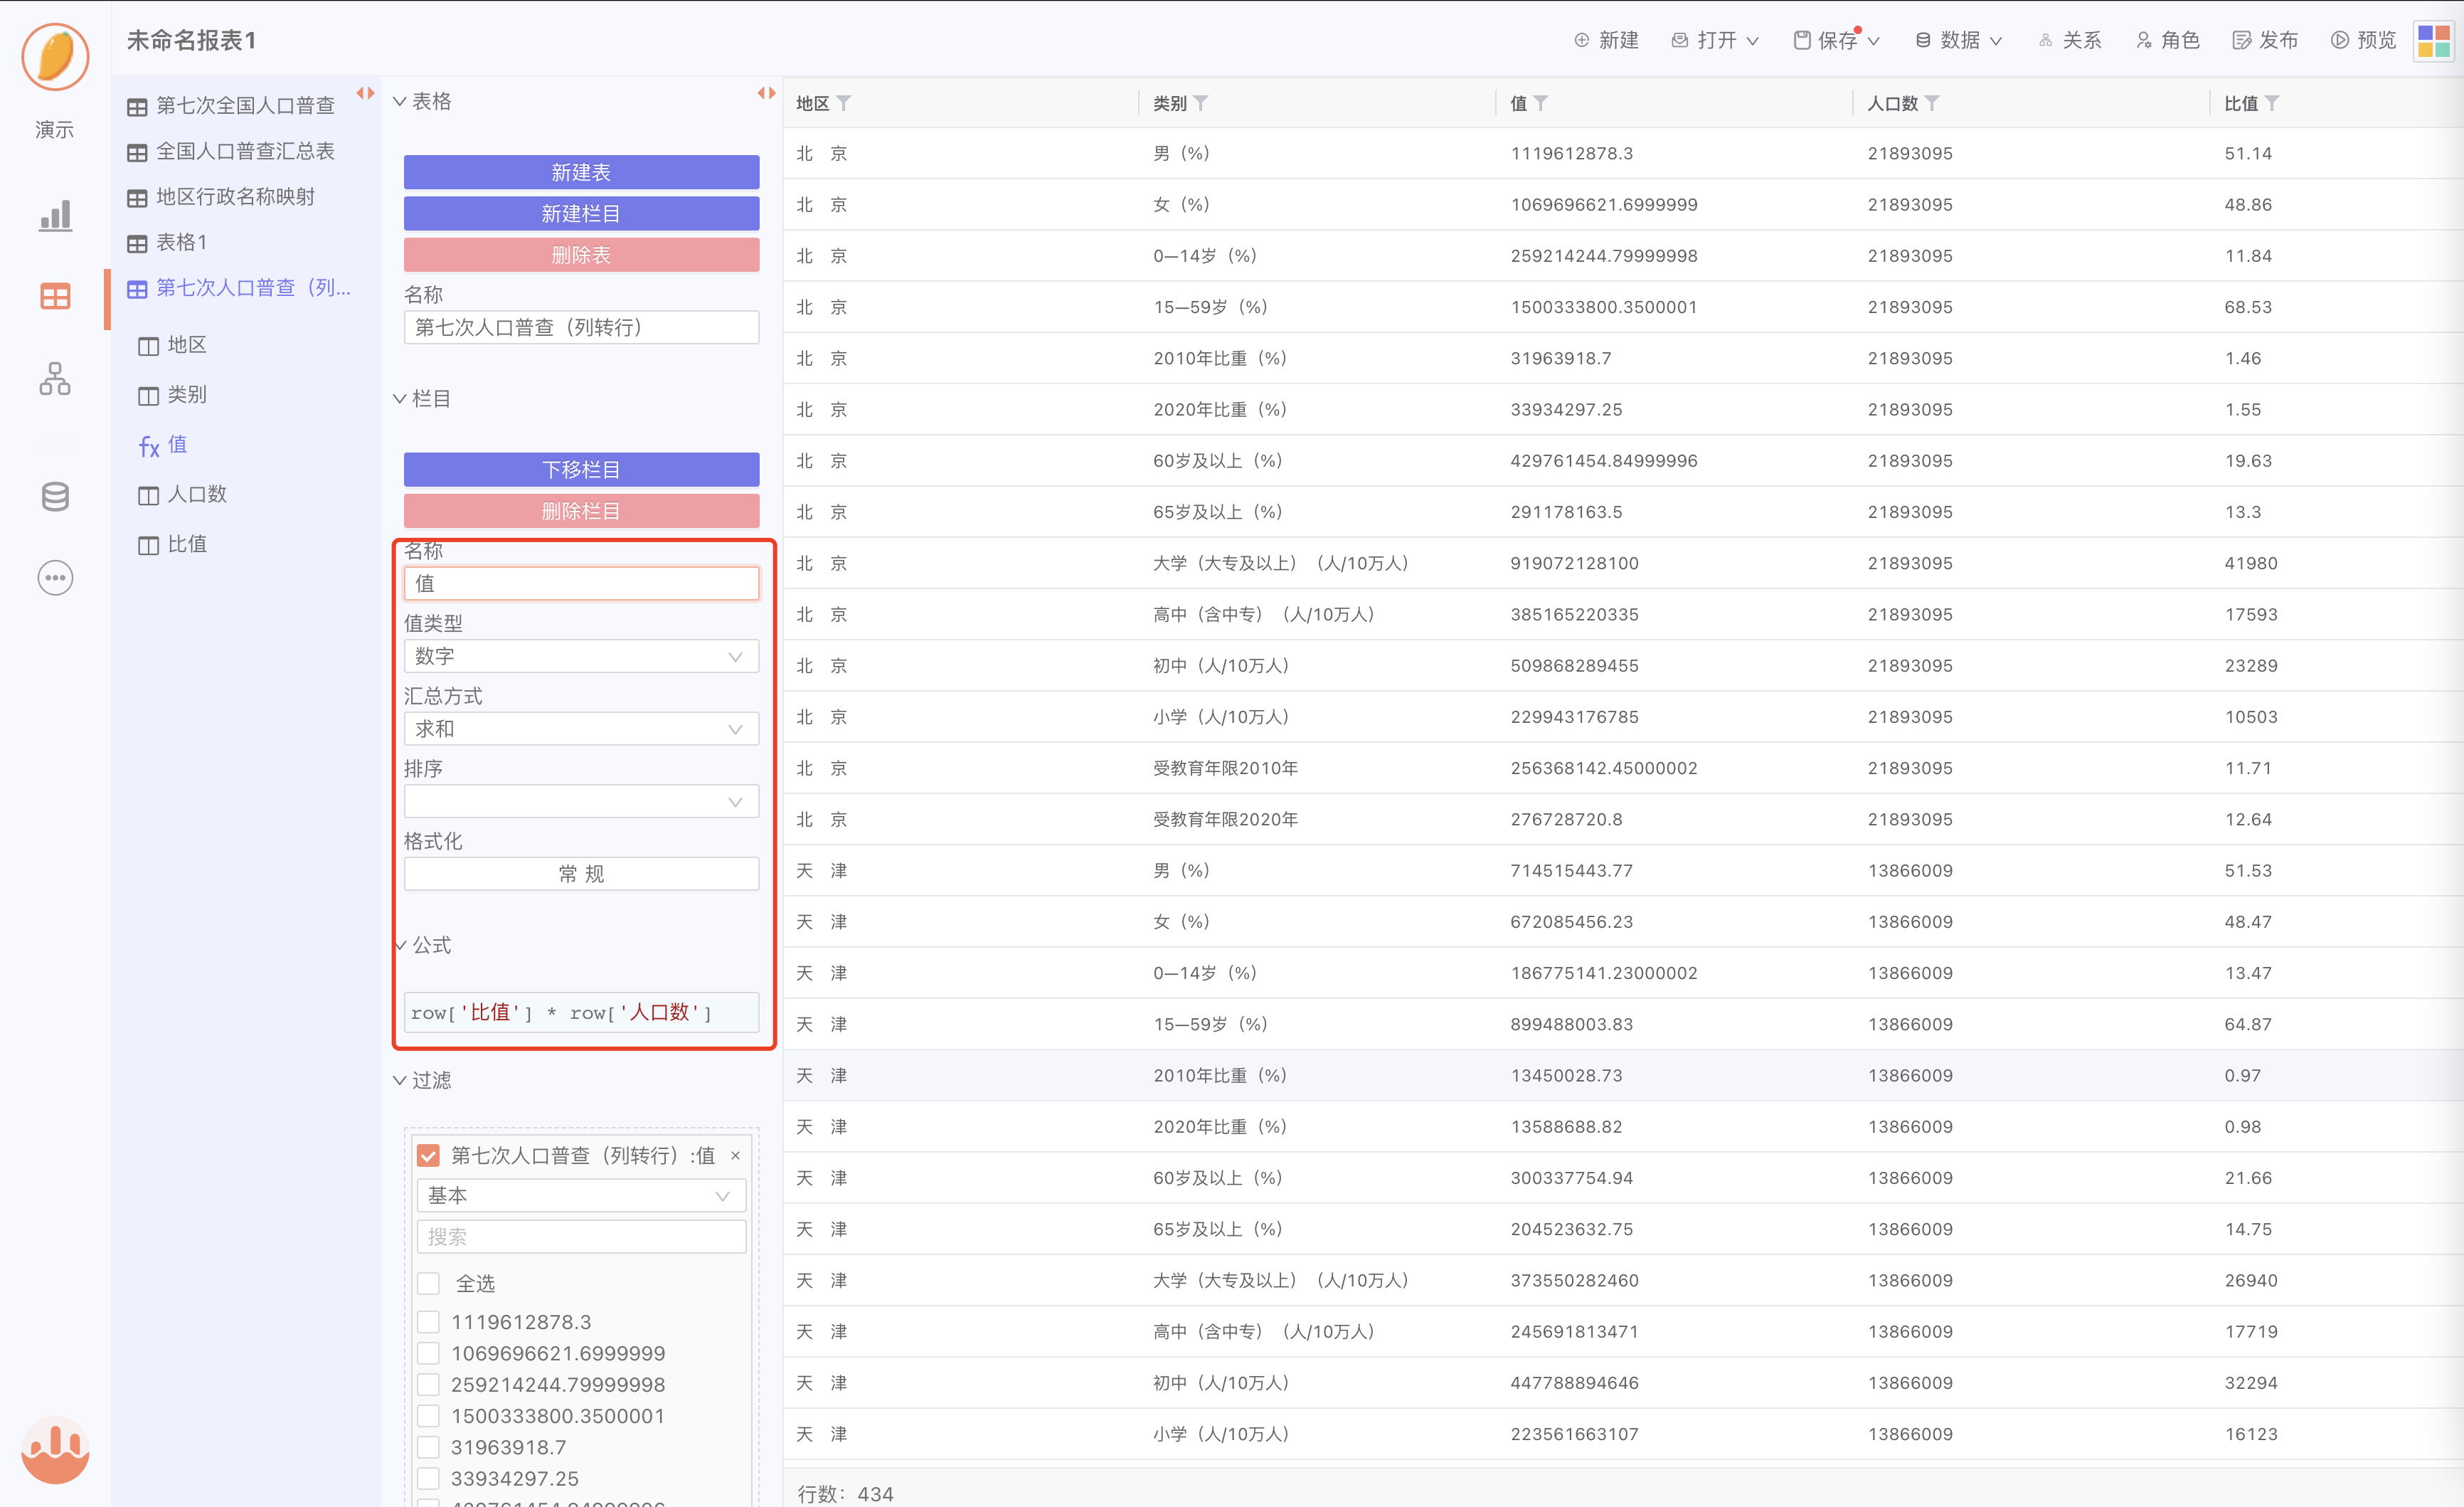 未命名报表1
新建 打开 保存 数据 关系 角色 发布 预览
演示
第七次全国人口普查
全国人口普查汇总表
地区行政名称映射
表格1
第七次人口普查（列...
地区
类别
fx 值
人口数
比值
表格
新建表
新建栏目
删除表
名称
第七次人口普查（列转行）
栏目
下移栏目
删除栏目
名称
值
值类型
数字
汇总方式
求和
排序
格式化
常 规
公式
row['比值'] * row['人口数']
过滤
第七次人口普查（列转行）:值 ×
基本
搜索
全选
1119612878.3
1069696621.6999999
259214244.79999998
1500333800.3500001
31963918.7
33934297.25
地区 类别 值 人口数 比值
北 京 男（%） 1119612878.3 21893095 51.14
北 京 女（%） 1069696621.6999999 21893095 48.86
北 京 0—14岁（%） 259214244.79999998 21893095 11.84
北 京 15—59岁（%） 1500333800.3500001 21893095 68.53
北 京 2010年比重（%） 31963918.7 21893095 1.46
北 京 2020年比重（%） 33934297.25 21893095 1.55
北 京 60岁及以上（%） 429761454.84999996 21893095 19.63
北 京 65岁及以上（%） 291178163.5 21893095 13.3
北 京 大学（大专及以上）（人/10万人） 919072128100 21893095 41980
北 京 高中（含中专）（人/10万人） 385165220335 21893095 17593
北 京 初中（人/10万人） 509868289455 21893095 23289
北 京 小学（人/10万人） 229943176785 21893095 10503
北 京 受教育年限2010年 256368142.45000002 21893095 11.71
北 京 受教育年限2020年 276728720.8 21893095 12.64
天 津 男（%） 714515443.77 13866009 51.53
天 津 女（%） 672085456.23 13866009 48.47
天 津 0—14岁（%） 186775141.23000002 13866009 13.47
天 津 15—59岁（%） 899488003.83 13866009 64.87
天 津 2010年比重（%） 13450028.73 13866009 0.97
天 津 2020年比重（%） 13588688.82 13866009 0.98
天 津 60岁及以上（%） 300337754.94 13866009 21.66
天 津 65岁及以上（%） 204523632.75 13866009 14.75
天 津 大学（大专及以上）（人/10万人） 373550282460 13866009 26940
天 津 高中（含中专）（人/10万人） 245691813471 13866009 17719
天 津 初中（人/10万人） 447788894646 13866009 32294
天 津 小学（人/10万人） 223561663107 13866009 16123
行数：434